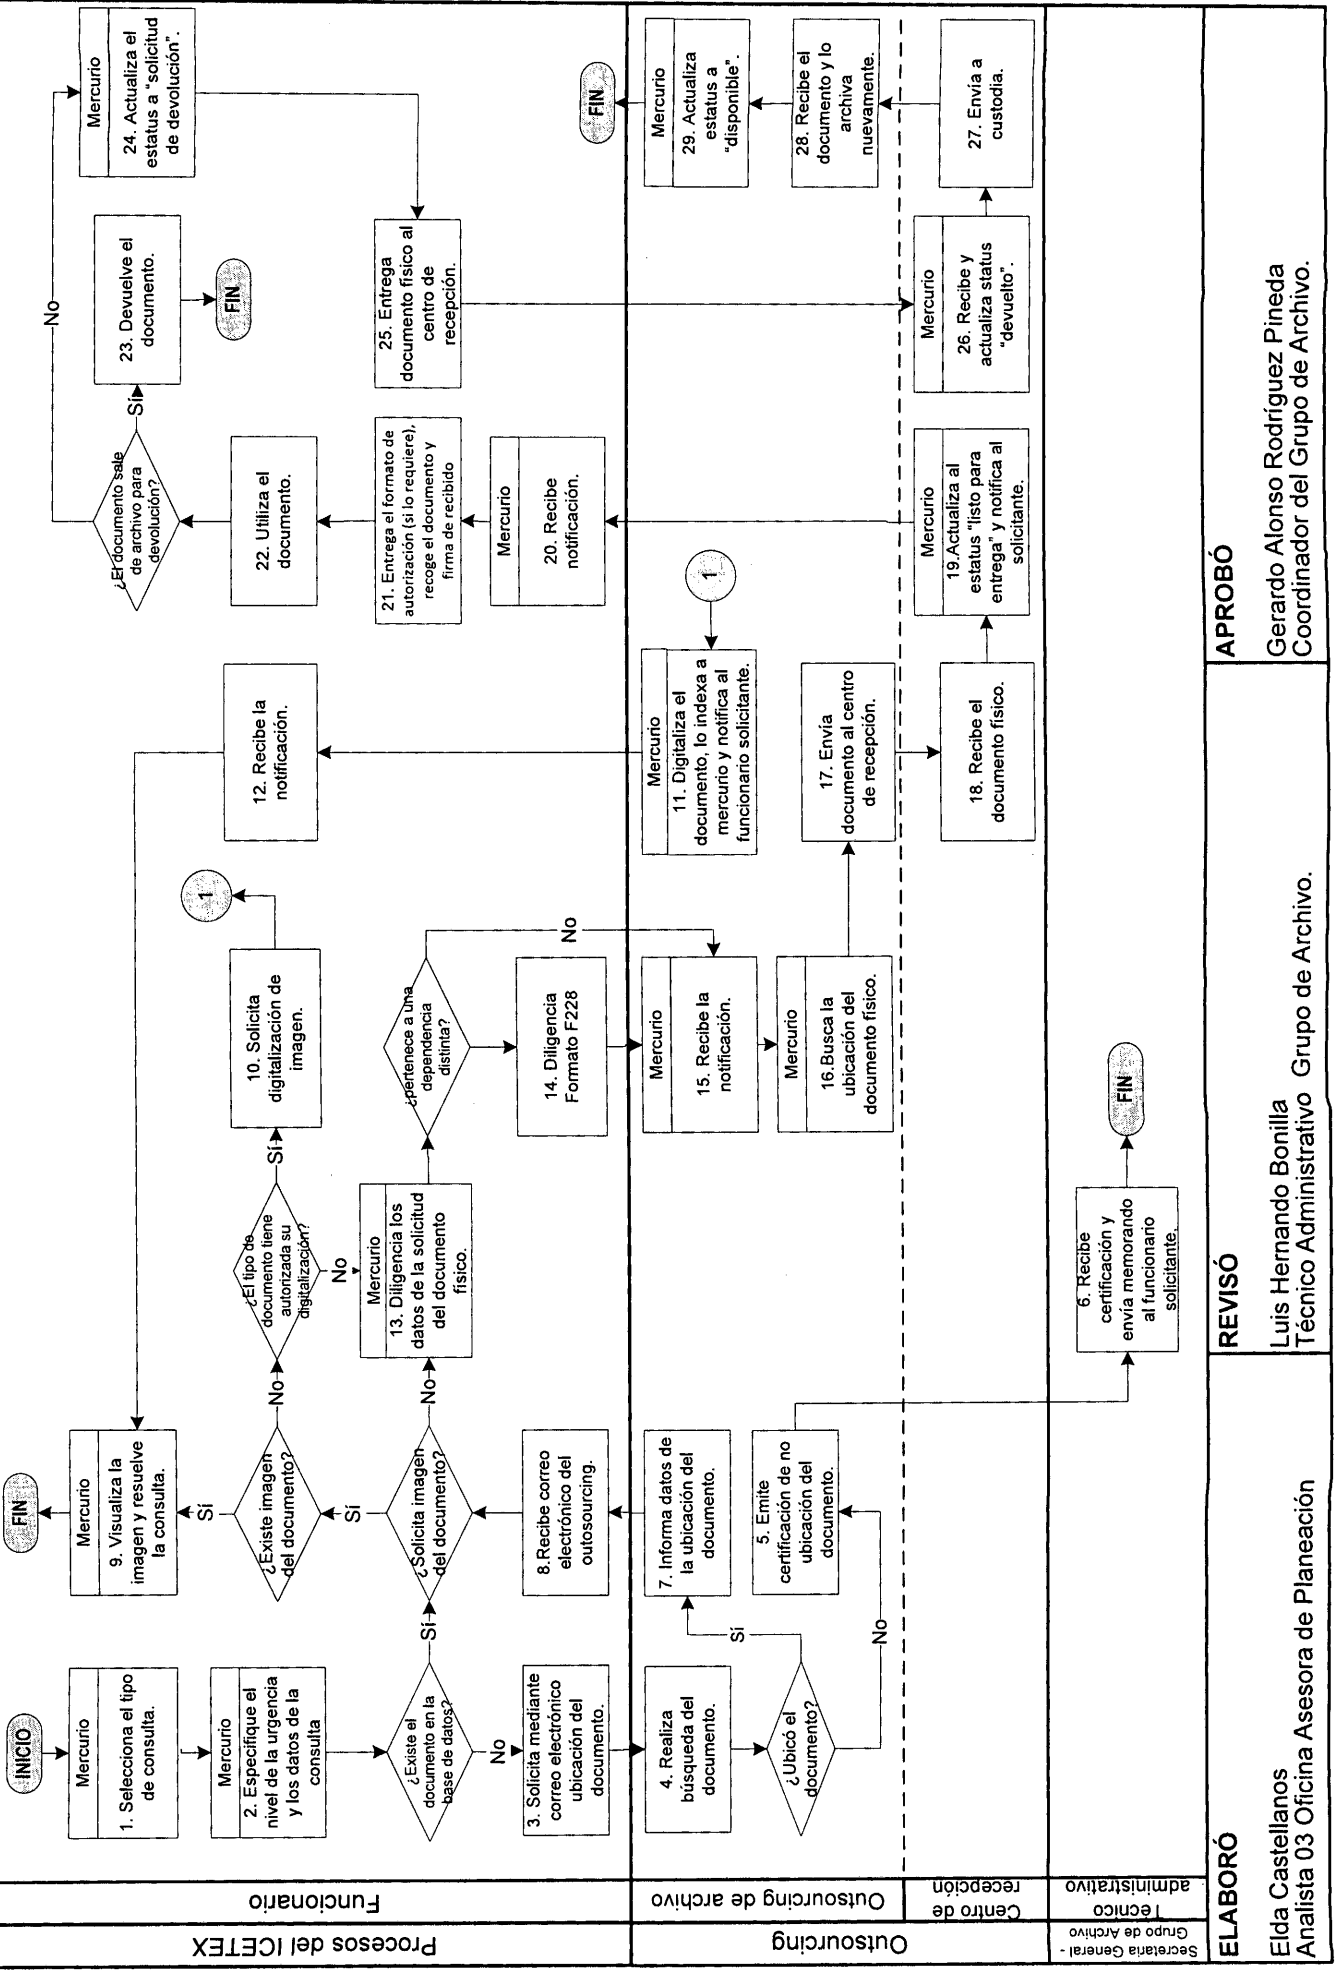 Procesos del ICETEX
Funcionario
INICIO
Mercurio
1. Selecciona el tipo
de consulta.
Mercurio
2. Especifique el
nivel de la urgencia
y los datos de la
consulta
¿Existe el
documento en la
base de datos?
Sí
No
3. Solicita mediante
correo electrónico
ubicación del
documento.
FIN
Mercurio
9. Visualiza la
imagen y resuelve
la consulta.
Sí
¿Existe imagen
del documento?
No
Sí
¿Solicita imagen
del documento?
No
8.Recibe correo
electrónico del
outosourcing.
¿El tipo de
documento tiene
autorizada su
digitalización?
Sí
No
10. Solicita
digitalización de
imagen.
1
Mercurio
13. Diligencia los
datos de la solicitud
del documento
físico.
¿pertenece a una
dependencia
distinta?
No
14. Diligencia
Formato F228
12. Recibe la
notificación.
¿El documento sale
de archivo para
devolución?
Sí
No
23. Devuelve el
documento.
FIN
Mercurio
24. Actualiza el
estatus a “solicitud
de devolución”.
22. Utiliza el
documento.
21. Entrega el formato de
autorización (si lo requiere),
recoge el documento y
firma de recibido
25. Entrega
documento físico al
centro de
recepción.
Mercurio
20. Recibe
notificación.
Outsourcing
Outsourcing de archivo
4. Realiza
búsqueda del
documento.
¿Ubicó el
documento?
Sí
No
7. Informa datos de
la ubicación del
documento.
5. Emite
certificación de no
ubicación del
documento.
Mercurio
15. Recibe la
notificación.
Mercurio
16.Busca la
ubicación del
documento físico.
1
Mercurio
11. Digitaliza el
documento, lo indexa a
mercurio y notifica al
funcionario solicitante.
17. Envía
documento al centro
de recepción.
FIN
Mercurio
29. Actualiza
estatus a
“disponible”.
28. Recibe el
documento y lo
archiva
nuevamente.
Centro de
recepción
18. Recibe el
documento físico.
Mercurio
19.Actualiza al
estatus “listo para
entrega” y notifica al
solicitante.
Mercurio
26. Recibe y
actualiza status
“devuelto”.
27. Envía a
custodia.
Secretaria General -
Grupo de Archivo
Técnico
administrativo
6. Recibe
certificación y
envía memorando
al funcionario
solicitante.
FIN
ELABORÓ
Elda Castellanos
Analista 03 Oficina Asesora de Planeación
REVISÓ
Luis Hernando Bonilla
Técnico Administrativo Grupo de Archivo.
APROBÓ
Gerardo Alonso Rodríguez Pineda
Coordinador del Grupo de Archivo.